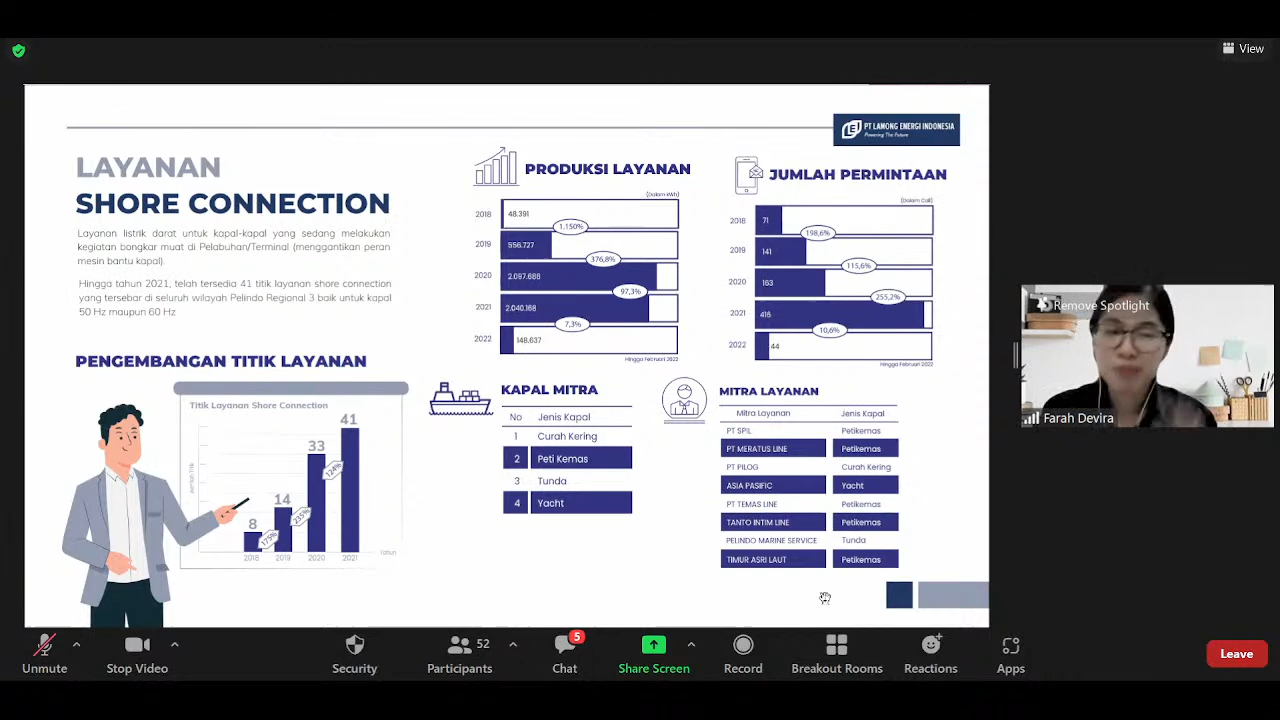 View
PT LAMONG ENERGI INDONESIA
Powering The Future
LAYANAN
SHORE CONNECTION
Layanan listrik darat untuk kapal-kapal yang sedang melakukan
kegiatan bongkar muat di Pelabuhan/Terminal (menggantikan peran
mesin bantu kapal).
Hingga tahun 2021, telah tersedia 41 titik layanan shore connection
yang tersebar di seluruh wilayah Pelindo Regional 3 baik untuk kapal
50 Hz maupun 60 Hz
PENGEMBANGAN TITIK LAYANAN
Titik Layanan Shore Connection
Jumlah Titik
8
14
33
41
175%
235%
124%
2018
2019
2020
2021
Tahun
PRODUKSI LAYANAN
(Dalam kWh)
2018 48.391
1.150%
2019 556.727
376,8%
2020 2.097.688
97,3%
2021 2.040.168
7,3%
2022 148.637
Hingga Februari 2022
JUMLAH PERMINTAAN
(Dalam Call)
2018 71
198,6%
2019 141
115,6%
2020 163
255,2%
2021 416
10,6%
2022 44
Hingga Februari 2022
KAPAL MITRA
No Jenis Kapal
1 Curah Kering
2 Peti Kemas
3 Tunda
4 Yacht
MITRA LAYANAN
Mitra Layanan Jenis Kapal
PT SPIL Petikemas
PT MERATUS LINE Petikemas
PT PILOG Curah Kering
ASIA PASIFIC Yacht
PT TEMAS LINE Petikemas
TANTO INTIM LINE Petikemas
PELINDO MARINE SERVICE Tunda
TIMUR ASRI LAUT Petikemas
Remove Spotlight
Farah Devira
Unmute
Stop Video
Security
52
Participants
5
Chat
Share Screen
Record
Breakout Rooms
Reactions
Apps
Leave